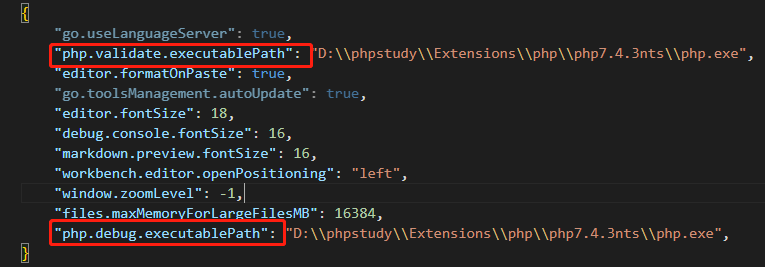 {
"go.useLanguageServer": true,
"php.validate.executablePath": "D:\\phpstudy\\Extensions\\php\\php7.4.3nts\\php.exe",
"editor.formatOnPaste": true,
"go.toolsManagement.autoUpdate": true,
"editor.fontSize": 18,
"debug.console.fontSize": 16,
"markdown.preview.fontSize": 16,
"workbench.editor.openPositioning": "left",
"window.zoomLevel": -1,
"files.maxMemoryForLargeFilesMB": 16384,
"php.debug.executablePath": "D:\\phpstudy\\Extensions\\php\\php7.4.3nts\\php.exe",
}